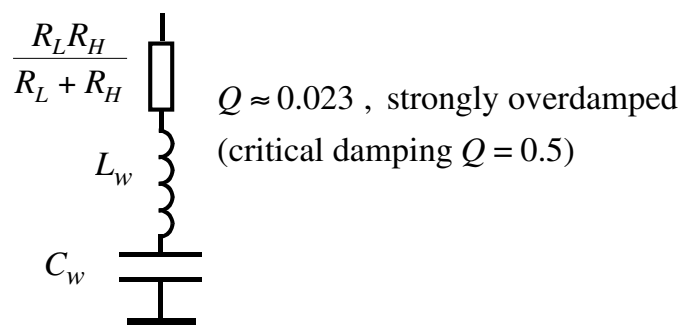 R_L R_H
R_L + R_H
Q ≈ 0.023 , strongly overdamped
(critical damping Q = 0.5)
L_w
C_w